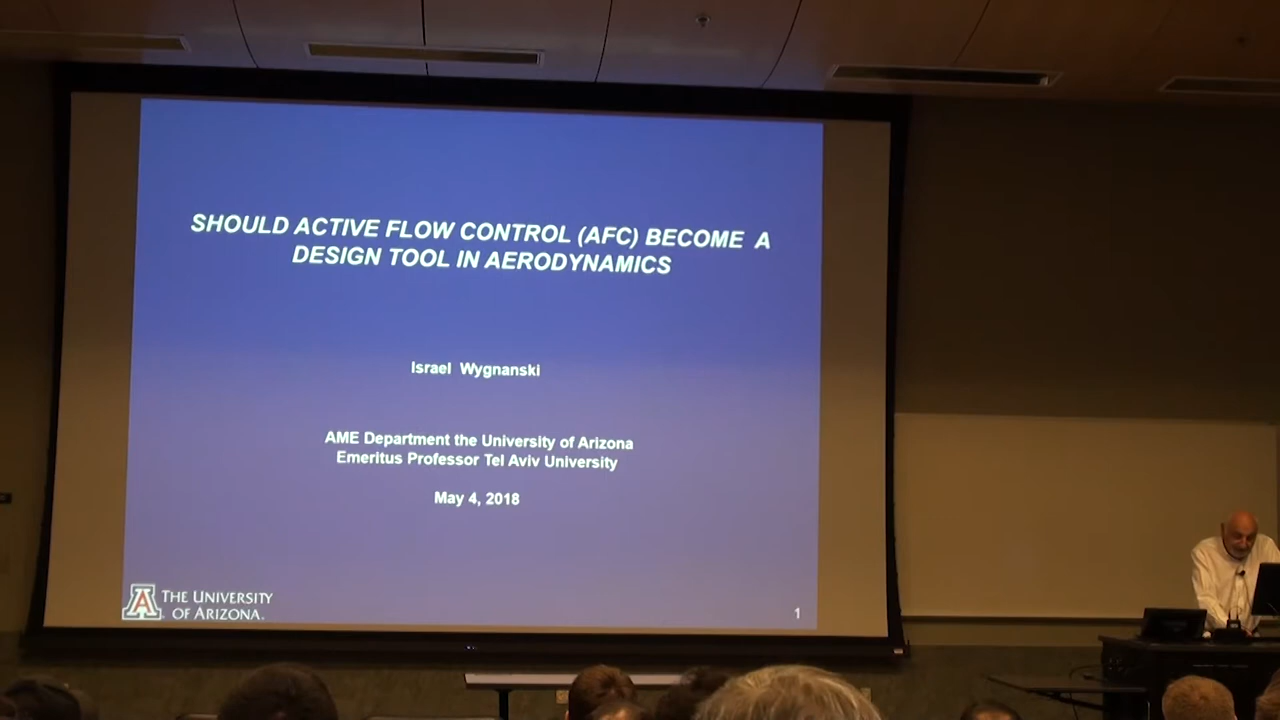 SHOULD ACTIVE FLOW CONTROL (AFC) BECOME A
DESIGN TOOL IN AERODYNAMICS
Israel Wygnanski
AME Department the University of Arizona
Emeritus Professor Tel Aviv University
May 4, 2018
A
THE UNIVERSITY
OF ARIZONA.
1